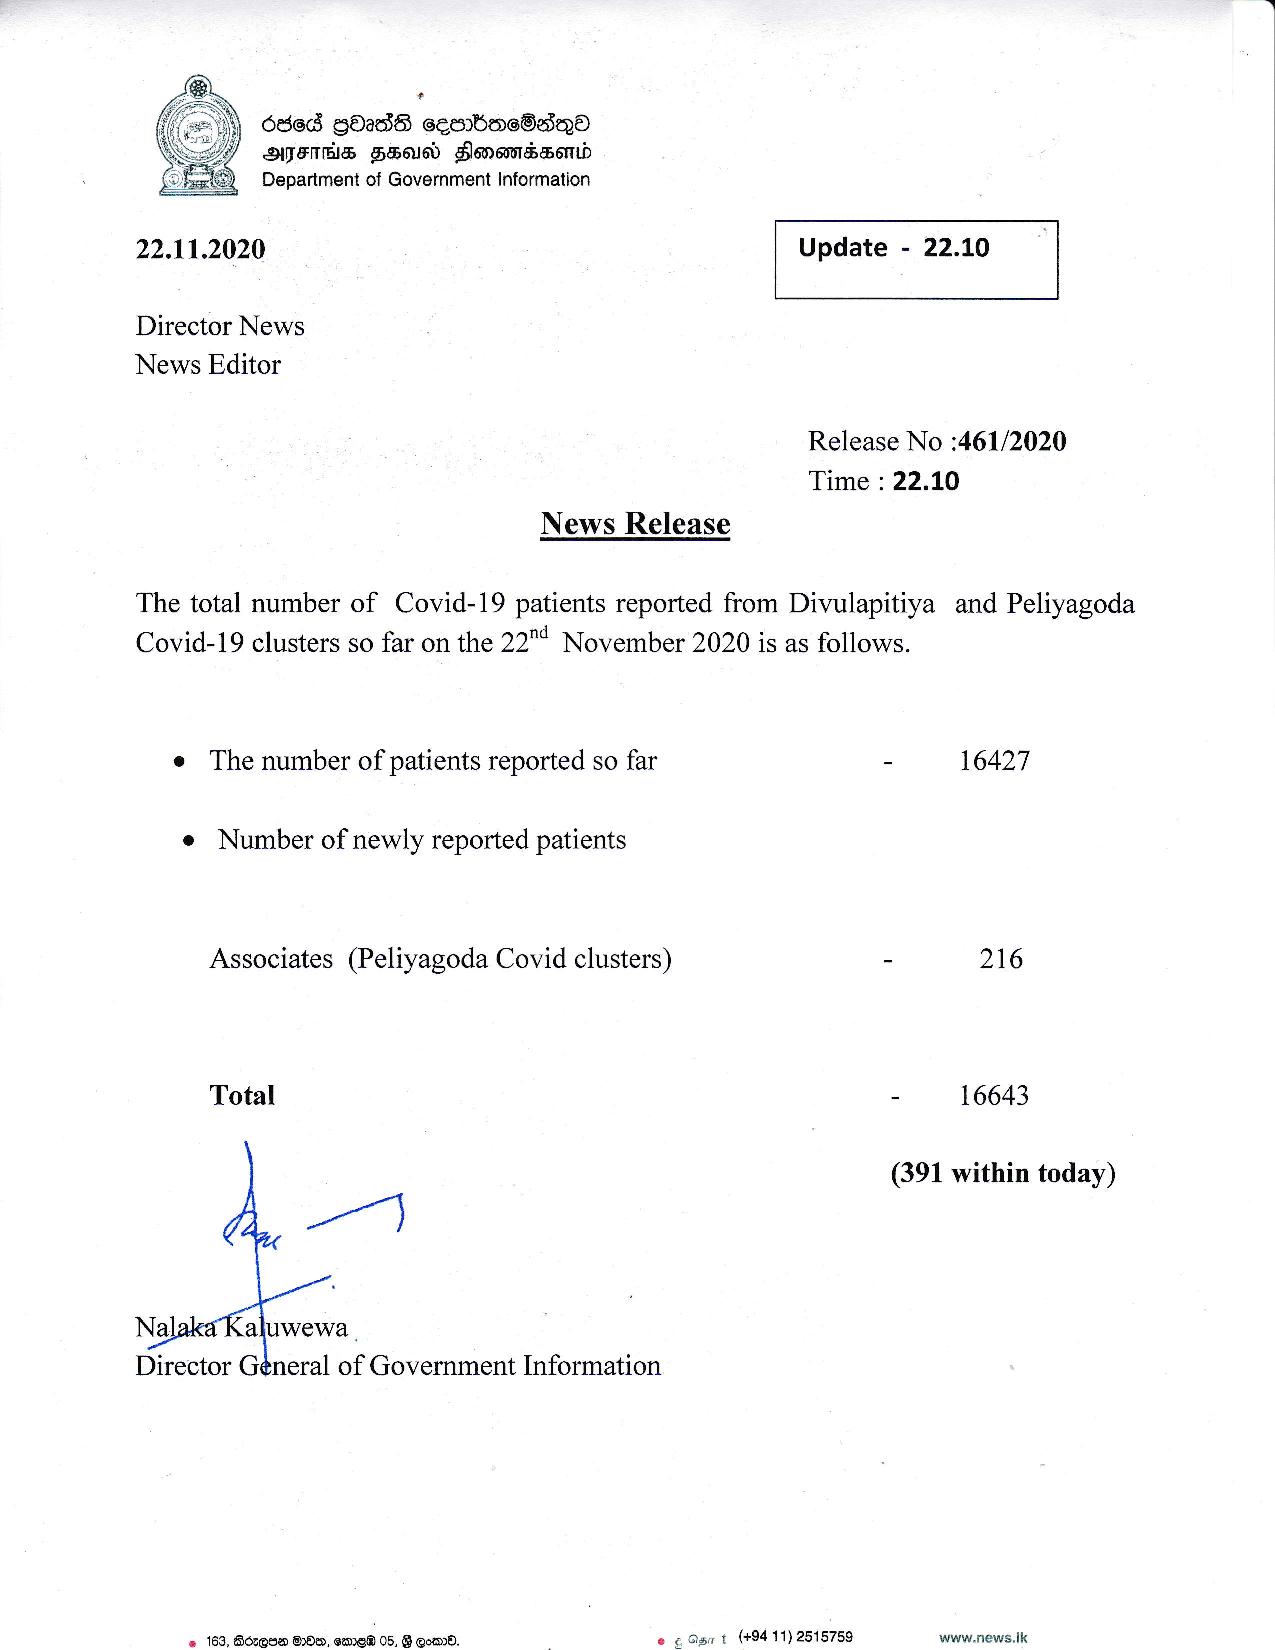 රජයේ ප්‍රවෘත්ති දෙපාර්තමේන්තුව
அரசாங்க தகவல் திணைக்களம்
Department of Government Information
22.11.2020
Update - 22.10
Director News
News Editor
Release No :461/2020
Time : 22.10
News Release
The total number of Covid-19 patients reported from Divulapitiya and Peliyagoda
Covid-19 clusters so far on the 22nd November 2020 is as follows.
• The number of patients reported so far - 16427
• Number of newly reported patients
Associates (Peliyagoda Covid clusters) - 216
Total - 16643
(391 within today)
Nalaka Kaluwewa
Director General of Government Information
163, කිරුලපන මාවත, කොළඹ 05, ශ්‍රී ලංකාව.
(+94 11) 2515759
www.news.lk